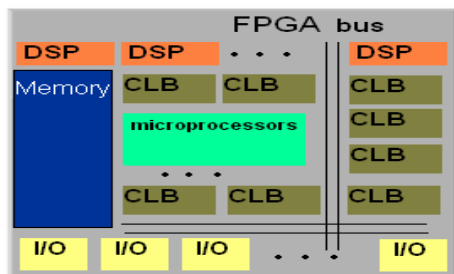 FPGA bus
DSP DSP . . . DSP
Memory CLB CLB CLB
microprocessors CLB
CLB
. . .
CLB CLB CLB
I/O I/O I/O . . . I/O